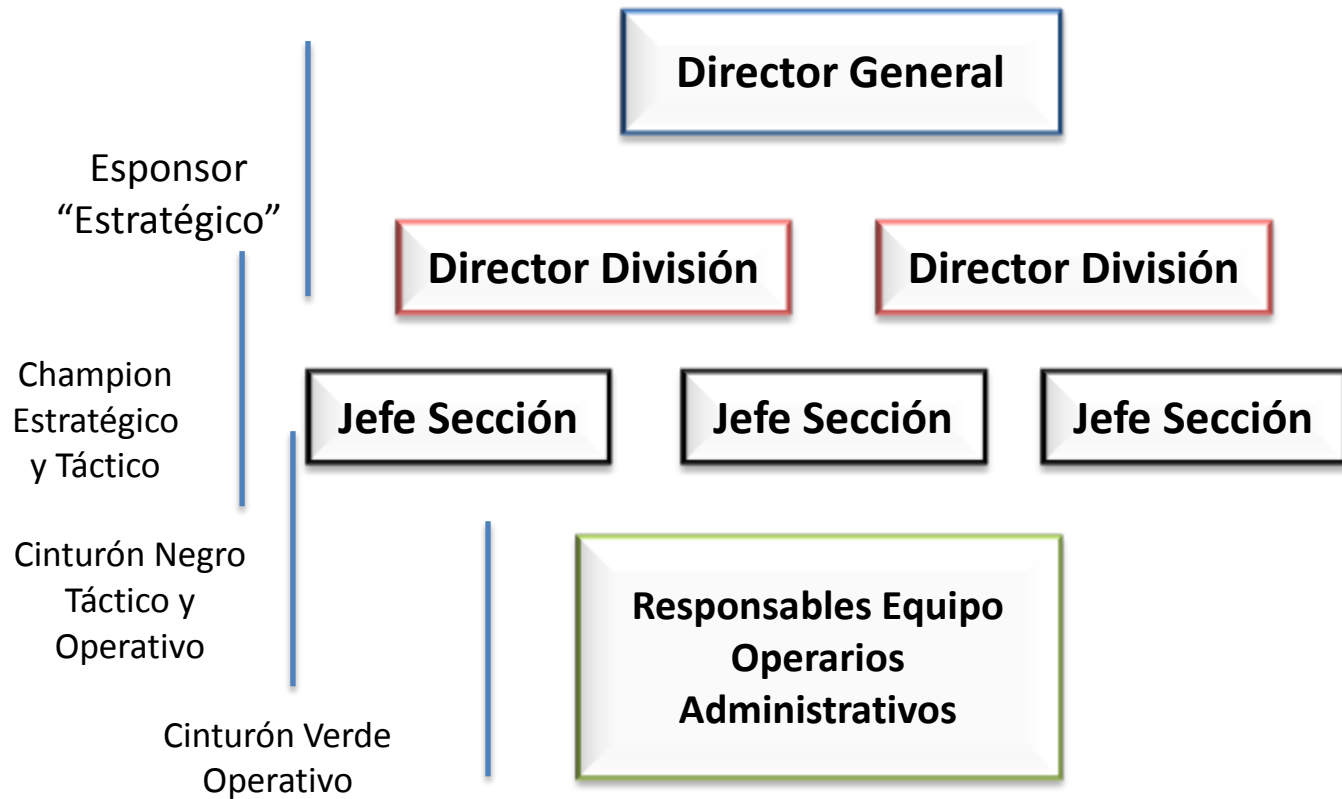 Director General
Esponsor
“Estratégico”
Director División
Director División
Champion
Estratégico
y Táctico
Jefe Sección
Jefe Sección
Jefe Sección
Cinturón Negro
Táctico y
Operativo
Responsables Equipo
Operarios
Administrativos
Cinturón Verde
Operativo